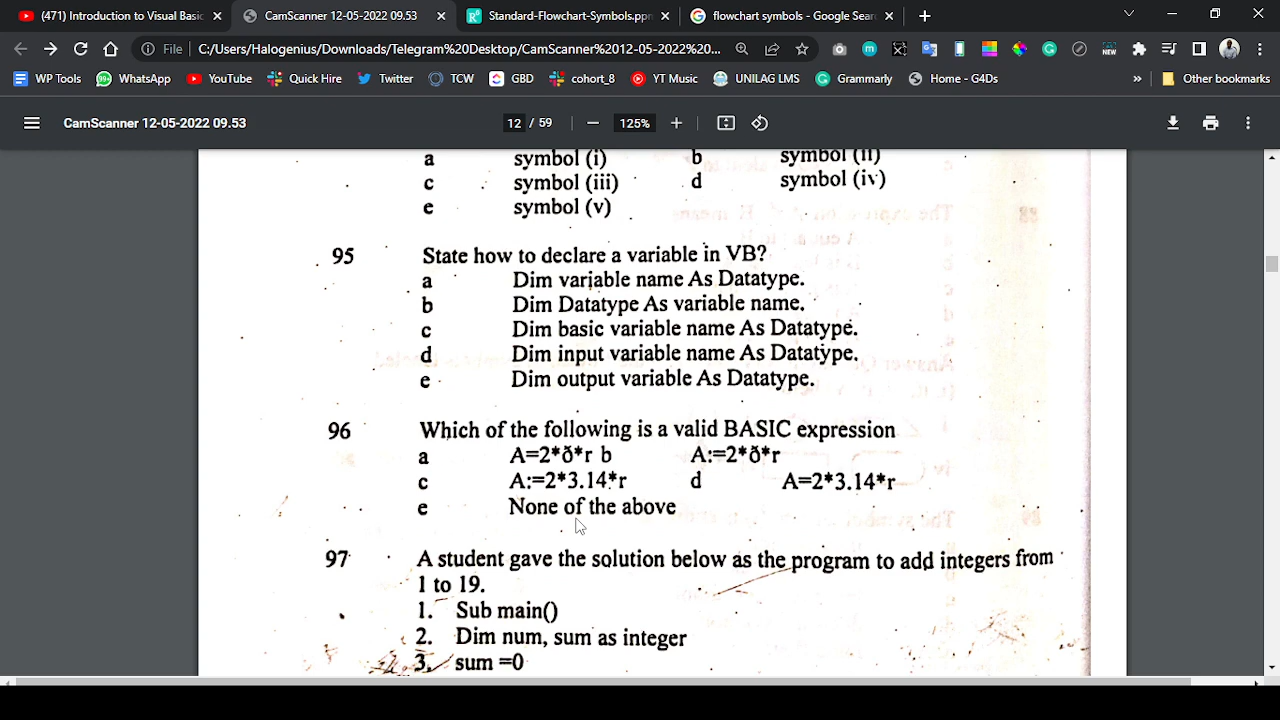 (471) Introduction to Visual Basic
CamScanner 12-05-2022 09.53
Standard-Flowchart-Symbols.ppn
flowchart symbols - Google Sear
File C:/Users/Halogenius/Downloads/Telegram%20Desktop/CamScanner%2012-05-2022%20...
WP Tools WhatsApp YouTube Quick Hire Twitter TCW GBD cohort_8 YT Music UNILAG LMS Grammarly Home - G4Ds » Other bookmarks
CamScanner 12-05-2022 09.53 12 / 59 125%
a symbol (i) b symbol (ii)
c symbol (iii) d symbol (iv)
e symbol (v)
95 State how to declare a variable in VB?
a Dim variable name As Datatype.
b Dim Datatype As variable name.
c Dim basic variable name As Datatype.
d Dim input variable name As Datatype.
e Dim output variable As Datatype.
96 Which of the following is a valid BASIC expression
a A=2*ð*r b A:=2*ð*r
c A:=2*3.14*r d A=2*3.14*r
e None of the above
97 A student gave the solution below as the program to add integers from
1 to 19.
1. Sub main()
2. Dim num, sum as integer
3. sum =0